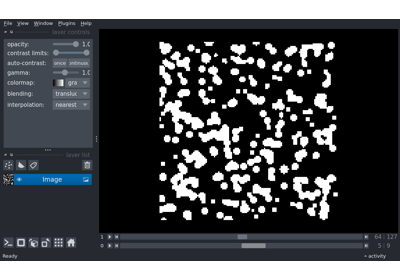 File View Window Plugins Help
layer controls
opacity: 1.0
contrast limits:
auto-contrast: once
gamma: 1.0
colormap: gra
blending: translu
interpolation: nearest
layer list
Image
1 64 127
0 5 9
Ready activity